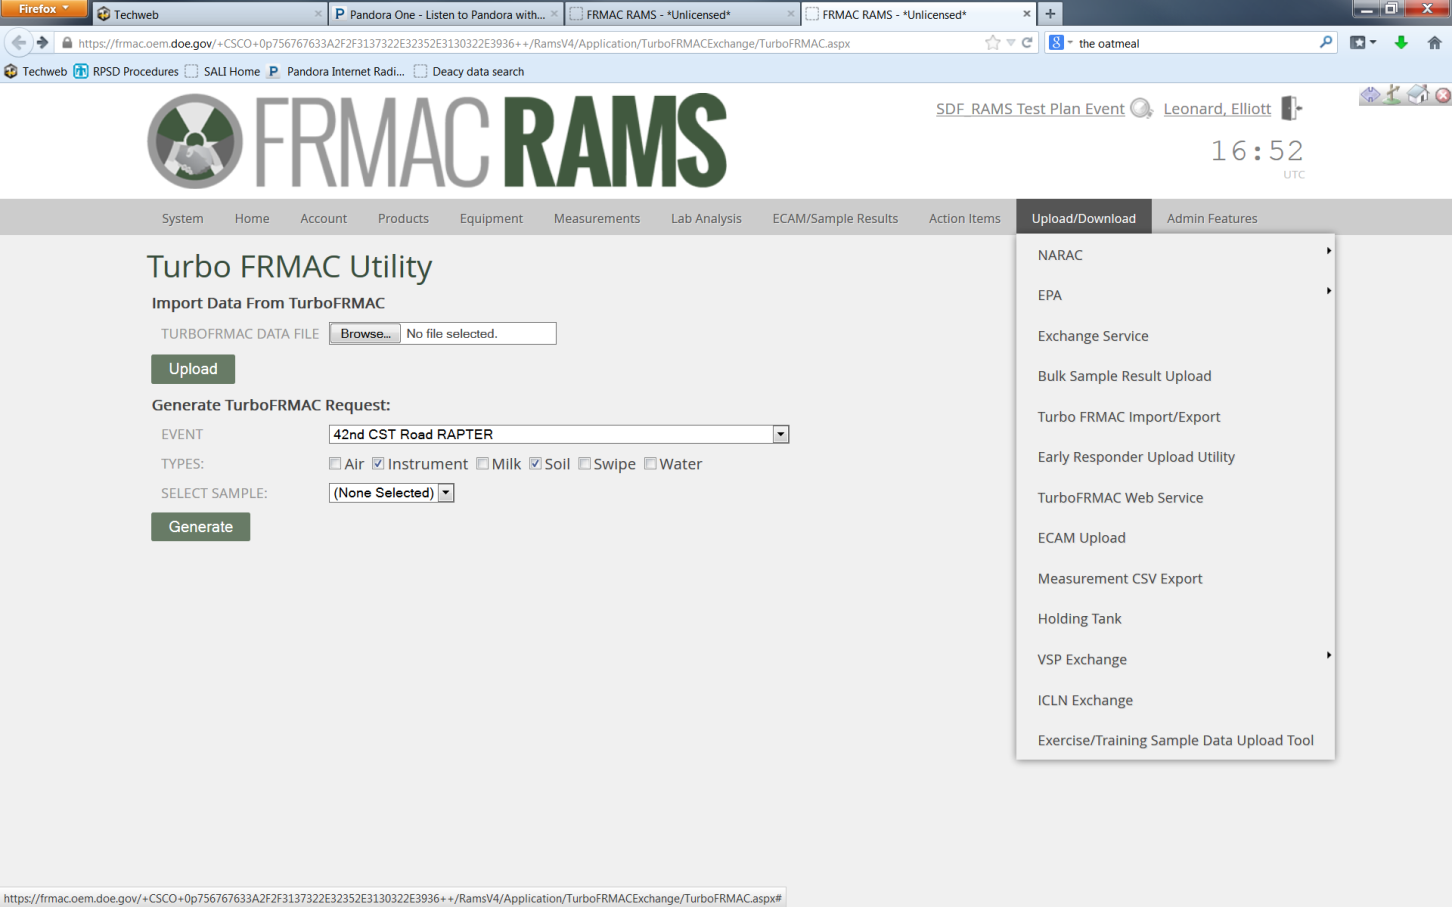 Firefox
Techweb
Pandora One - Listen to Pandora with...
FRMAC RAMS - *Unlicensed*
FRMAC RAMS - *Unlicensed*
https://frmac.oem.doe.gov/+CSCO+0p756767633A2F2F3137322E32352E3130322E3936++/RamsV4/Application/TurboFRMACExchange/TurboFRMAC.aspx
8
the oatmeal
Techweb
RPSD Procedures
SALI Home
P Pandora Internet Radi...
Deacy data search
FRMAC RAMS
SDF_RAMS Test Plan Event
Leonard, Elliott
16:52
UTC
System
Home
Account
Products
Equipment
Measurements
Lab Analysis
ECAM/Sample Results
Action Items
Upload/Download
Admin Features
Turbo FRMAC Utility
Import Data From TurboFRMAC
TURBOFRMAC DATA FILE
Browse... No file selected.
Upload
Generate TurboFRMAC Request:
EVENT
42nd CST Road RAPTER
TYPES:
Air Instrument Milk Soil Swipe Water
SELECT SAMPLE:
(None Selected)
Generate
NARAC
EPA
Exchange Service
Bulk Sample Result Upload
Turbo FRMAC Import/Export
Early Responder Upload Utility
TurboFRMAC Web Service
ECAM Upload
Measurement CSV Export
Holding Tank
VSP Exchange
ICLN Exchange
Exercise/Training Sample Data Upload Tool
https://frmac.oem.doe.gov/+CSCO+0p756767633A2F2F3137322E32352E3130322E3936++/RamsV4/Application/TurboFRMACExchange/TurboFRMAC.aspx#